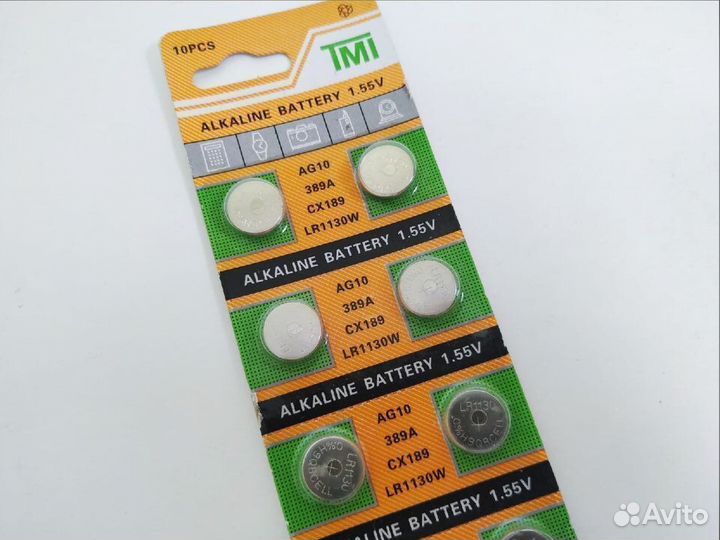 10PCS
TMI
ALKALINE BATTERY 1.55V
AG10
389A
CX189
LR1130W
ALKALINE BATTERY 1.55V
AG10
389A
CX189
LR1130W
ALKALINE BATTERY 1.55V
AG10
389A
CX189
LR1130W
LR1130
LR1130
ALKALINE BATTERY 1.55V
Avito